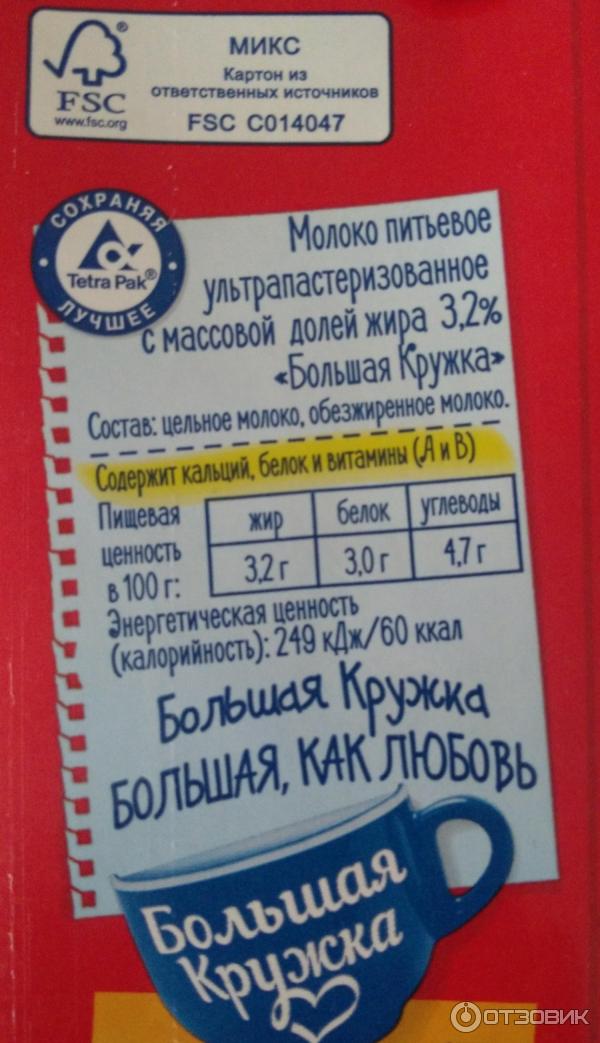 МИКС
Картон из
ответственных источников
FSC C014047
FSC
www.fsc.org
СОХРАНЯЯ
Tetra Pak®
ЛУЧШЕЕ
Молоко питьевое
ультрапастеризованное
с массовой долей жира 3,2%
«Большая Кружка»
Состав: цельное молоко, обезжиренное молоко.
Содержит кальций, белок и витамины (А и В)
Пищевая
ценность
в 100 г:
жир белок углеводы
3,2 г 3,0 г 4,7 г
Энергетическая ценность
(калорийность): 249 кДж/60 ккал
Большая Кружка
БОЛЬШАЯ, КАК ЛЮБОВЬ
Большая
Кружка
ОТЗОВИК